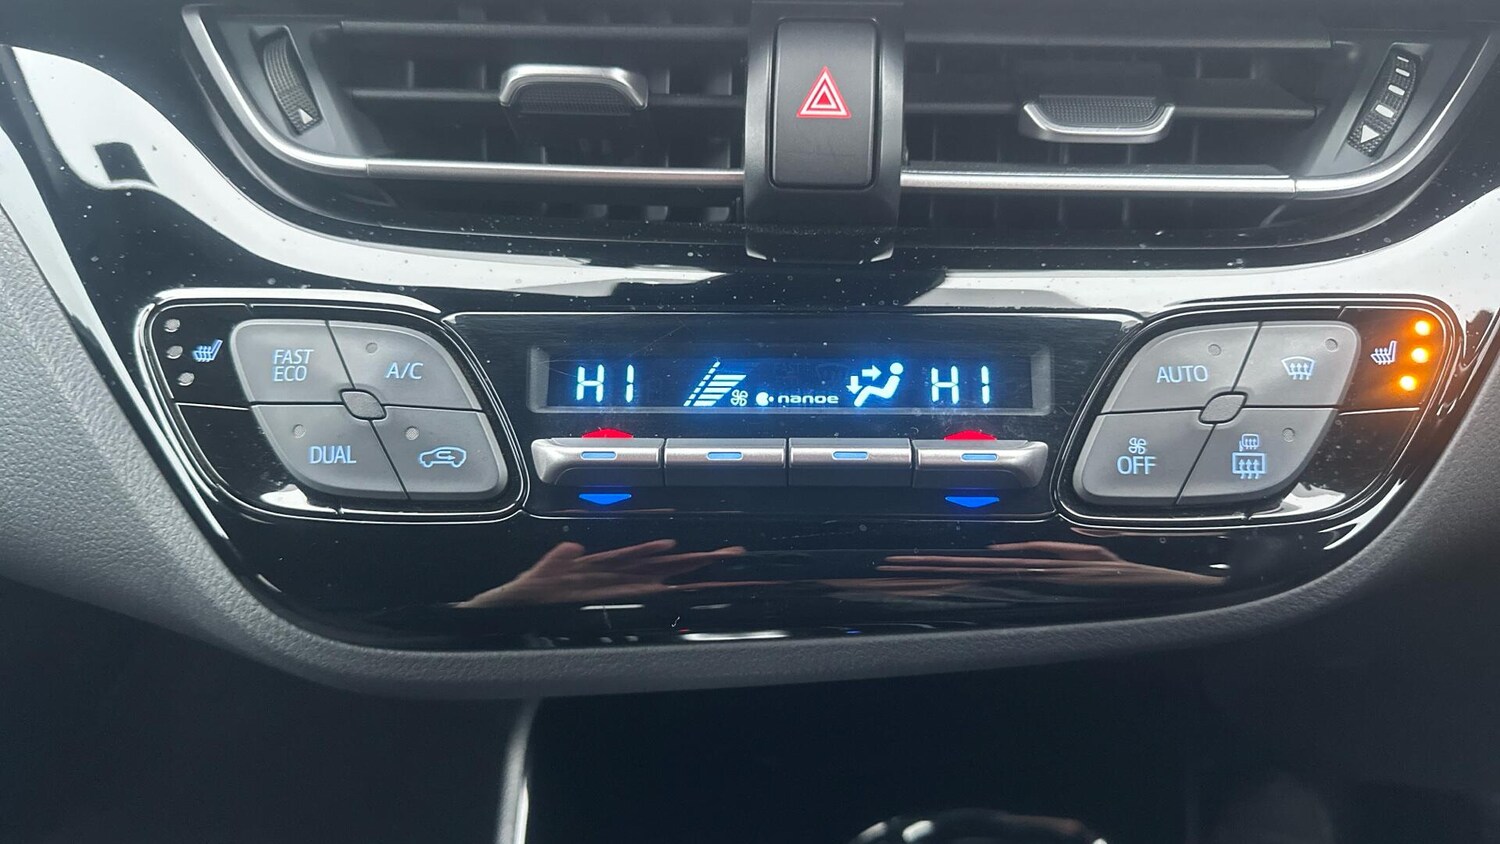 FAST
ECO
A/C
DUAL
HI
nanoe
HI
AUTO
OFF